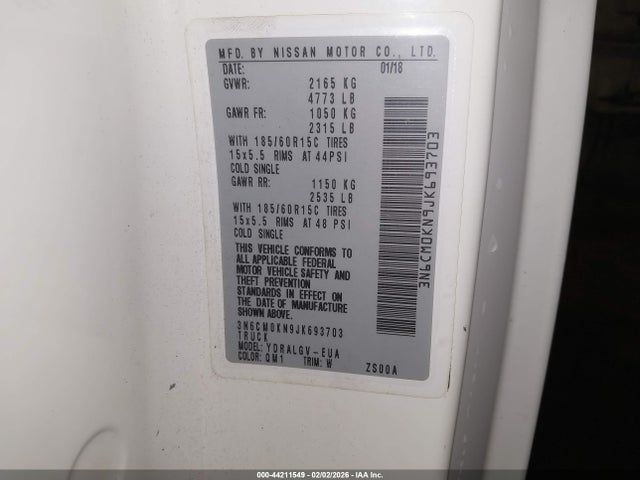 MFD. BY NISSAN MOTOR CO., LTD.
DATE: 01/18
GVWR: 2165 KG
4773 LB
GAWR FR: 1050 KG
2315 LB
WITH 185/60R15C TIRES
15x5.5 RIMS AT 44PSI
COLD SINGLE
GAWR RR: 1150 KG
2535 LB
WITH 185/60R15C TIRES
15x5.5 RIMS AT 48 PSI
COLD SINGLE
THIS VEHICLE CONFORMS TO
ALL APPLICABLE FEDERAL
MOTOR VEHICLE SAFETY AND
THEFT PREVENTION
STANDARDS IN EFFECT ON
THE DATE OF MANUFACTURE
SHOWN ABOVE.
3N6CM0KN9JK693703
TRUCK
MODEL: YDRALGV-EUA
COLOR: QM1 TRIM: W ZS00A
3N6CM0KN9JK693703
000-44211549 - 02/02/2026 - IAA Inc.